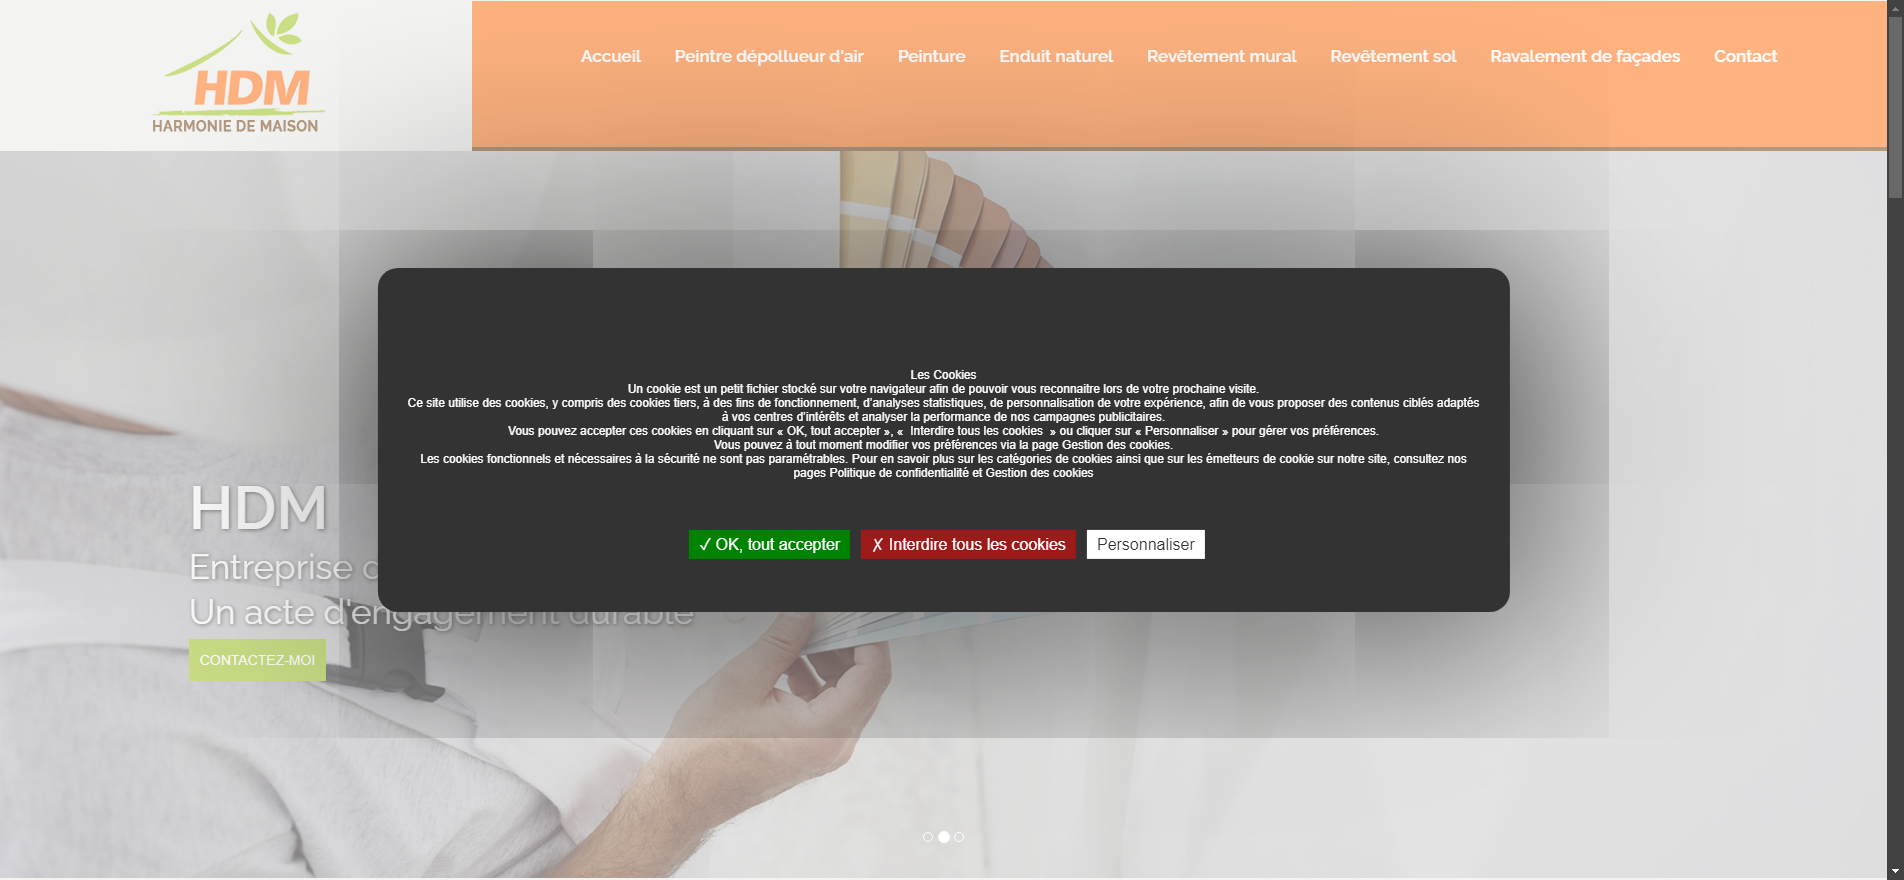 HDM
HARMONIE DE MAISON
Accueil
Peintre dépollueur d'air
Peinture
Enduit naturel
Revêtement mural
Revêtement sol
Ravalement de façades
Contact
Les Cookies
Un cookie est un petit fichier stocké sur votre navigateur afin de pouvoir vous reconnaitre lors de votre prochaine visite.
Ce site utilise des cookies, y compris des cookies tiers, à des fins de fonctionnement, d'analyses statistiques, de personnalisation de votre expérience, afin de vous proposer des contenus ciblés adaptés
à vos centres d'intérêts et analyser la performance de nos campagnes publicitaires.
Vous pouvez accepter ces cookies en cliquant sur « OK, tout accepter », « Interdire tous les cookies » ou cliquer sur « Personnaliser » pour gérer vos préférences.
Vous pouvez à tout moment modifier vos préférences via la page Gestion des cookies.
Les cookies fonctionnels et nécessaires à la sécurité ne sont pas paramétrables. Pour en savoir plus sur les catégories de cookies ainsi que sur les émetteurs de cookie sur notre site, consultez nos
pages Politique de confidentialité et Gestion des cookies
✓ OK, tout accepter
✗ Interdire tous les cookies
Personnaliser
HDM
Entreprise
Un acte d'engagement durable
CONTACTEZ-MOI